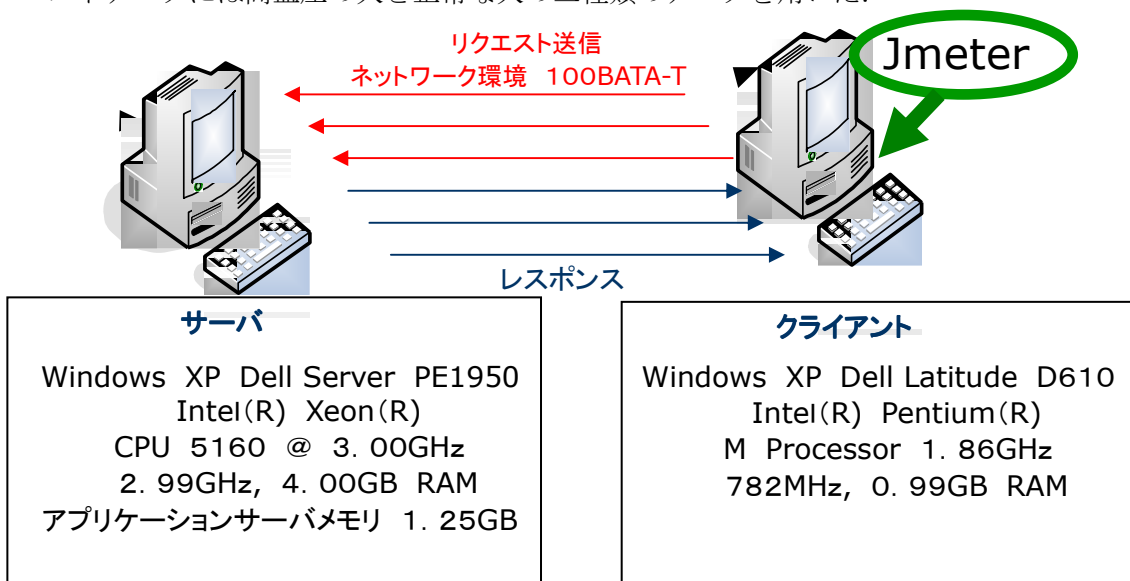 リクエスト送信
ネットワーク環境 100BATA-T
Jmeter
レスポンス
サーバ
Windows XP Dell Server PE1950
Intel(R) Xeon(R)
CPU 5160 @ 3.00GHz
2.99GHz, 4.00GB RAM
アプリケーションサーバメモリ 1.25GB
クライアント
Windows XP Dell Latitude D610
Intel(R) Pentium(R)
M Processor 1.86GHz
782MHz, 0.99GB RAM